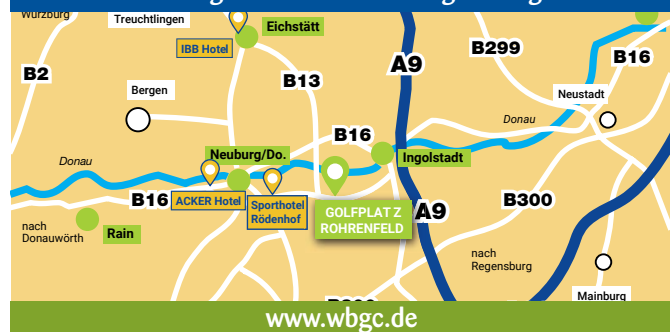 Würzburg
Treuchtlingen
Eichstätt
IBB Hotel
B299
B16
A9
B2
B13
Bergen
Neustadt
Donau
B16
Donau
Neuburg/Do.
Ingolstadt
ACKER Hotel
Sporthotel
Rödenhof
B16
GOLFPLATZ
ROHRENFELD
A9
B300
nach
Donauwörth
Rain
nach
Regensburg
Mainburg
www.wbgc.de